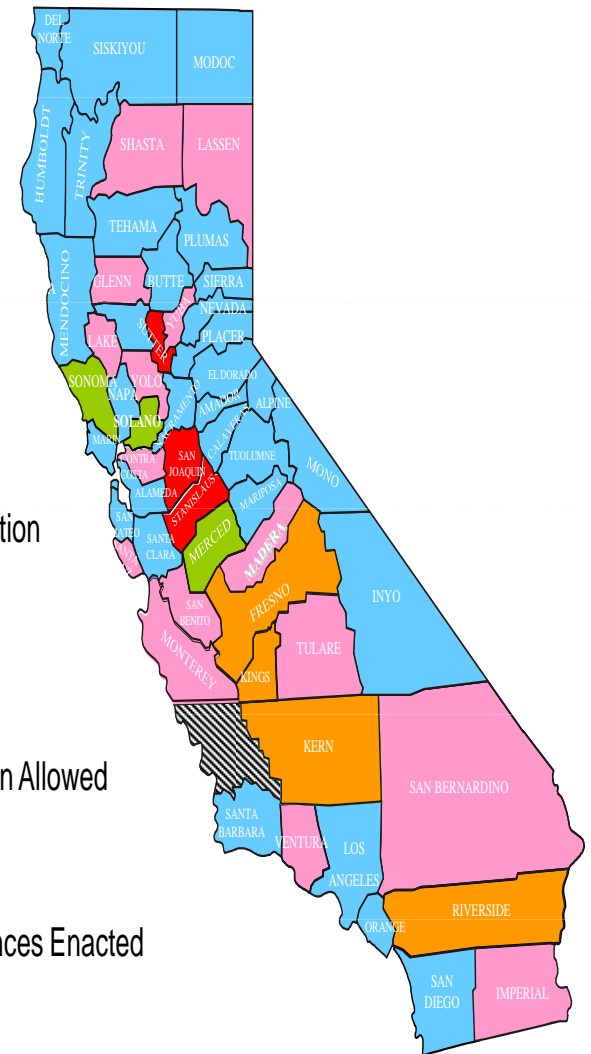 DEL
NORTE
SISKIYOU
MODOC
HUMBOLDT
TRINITY
SHASTA
LASSEN
TEHAMA
PLUMAS
MENDOCINO
GLENN
BUTTE
SIERRA
NEVADA
YUBA
SUTTER
PLACER
LAKE
SONOMA
YOLO
NAPA
EL DORADO
SACRAMENTO
AMADOR
ALPINE
SOLANO
MARIN
CALAVERAS
SAN
JOAQUIN
TUOLUMNE
CONTRA
COSTA
MONO
ALAMEDA
STANISLAUS
MARIPOSA
SAN
MATEO
SANTA
CLARA
tion
MERCED
MADERA
FRESNO
INYO
SAN
BENITO
MONTEREY
TULARE
KINGS
KERN
n Allowed
SAN BERNARDINO
SANTA
BARBARA
VENTURA
LOS
ANGELES
RIVERSIDE
ORANGE
nces Enacted
SAN
DIEGO
IMPERIAL